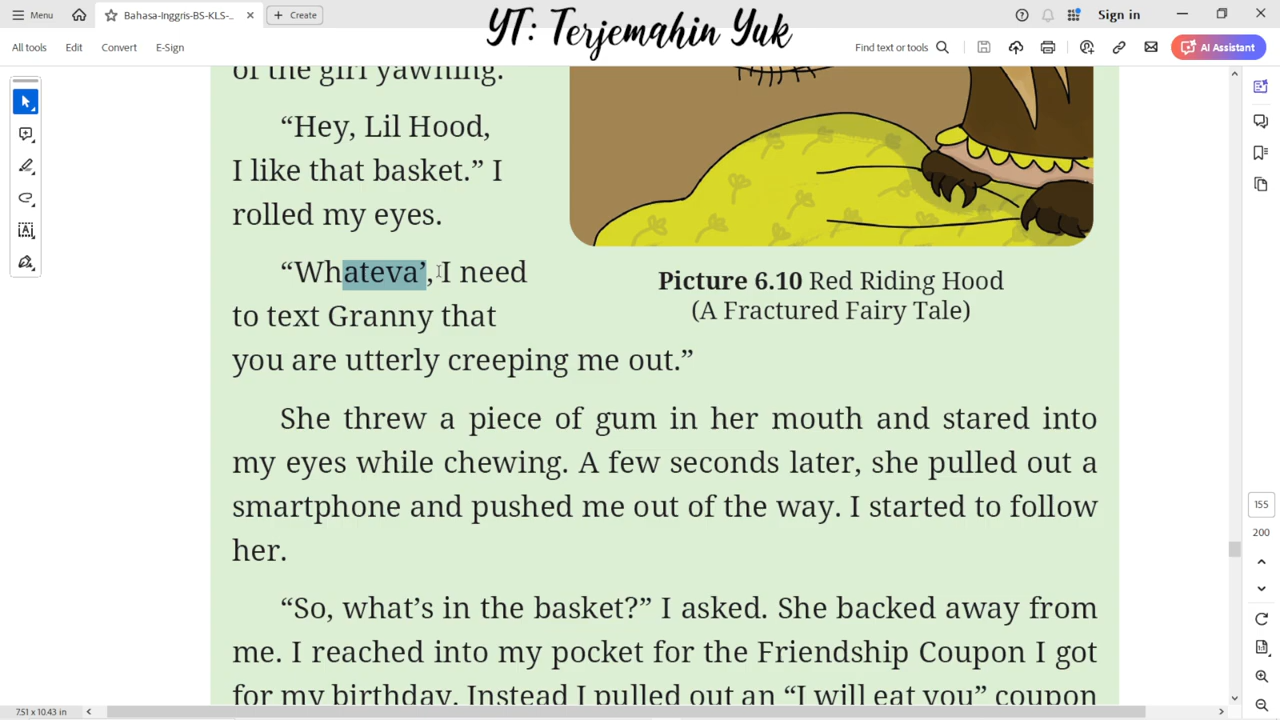 Menu
Bahasa-Inggris-BS-KLS-...
Create
YT: Terjemahin Yuk
Sign in
All tools
Edit
Convert
E-Sign
Find text or tools
AI Assistant
of the girl yawning.
“Hey, Lil Hood,
I like that basket.” I
rolled my eyes.
“Whateva’, I need
to text Granny that
you are utterly creeping me out.”
Picture 6.10 Red Riding Hood
(A Fractured Fairy Tale)
She threw a piece of gum in her mouth and stared into
my eyes while chewing. A few seconds later, she pulled out a
smartphone and pushed me out of the way. I started to follow
her.
“So, what’s in the basket?” I asked. She backed away from
me. I reached into my pocket for the Friendship Coupon I got
for my birthday. Instead I pulled out an “I will eat you” coupon
155
200
7.51 x 10.43 in